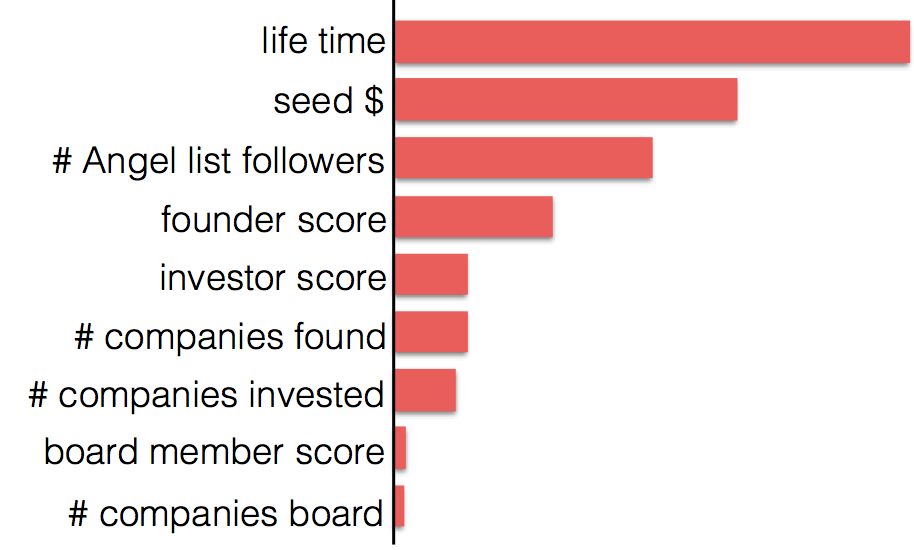 life time
seed $
# Angel list followers
founder score
investor score
# companies found
# companies invested
board member score
# companies board